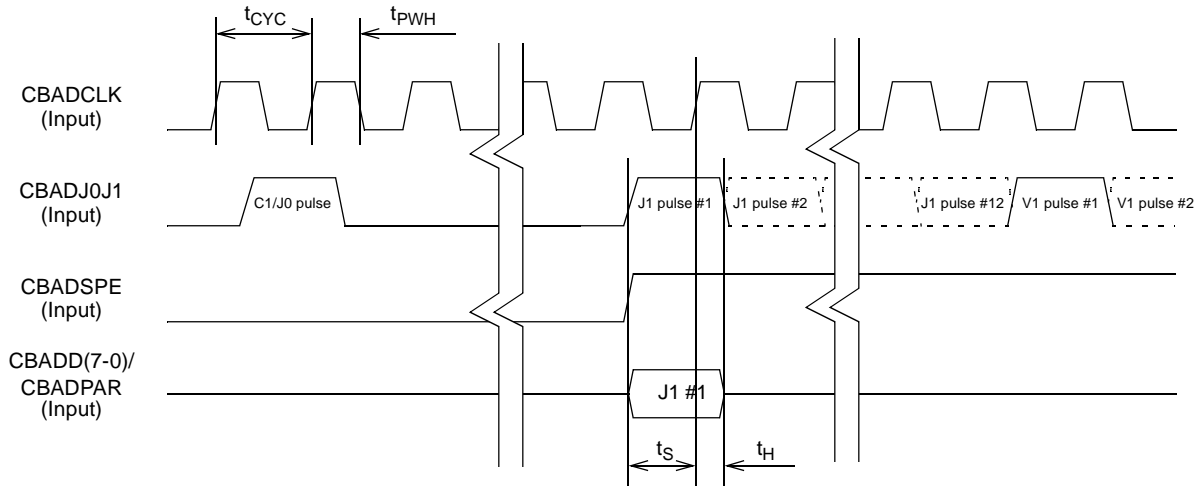 tCYC
tPWH
CBADCLK
(Input)
CBADJ0J1
(Input)
C1/J0 pulse
J1 pulse #1
J1 pulse #2
J1 pulse #12
V1 pulse #1
V1 pulse #2
CBADSPE
(Input)
CBADD(7-0)/
CBADPAR
(Input)
J1 #1
tS
tH